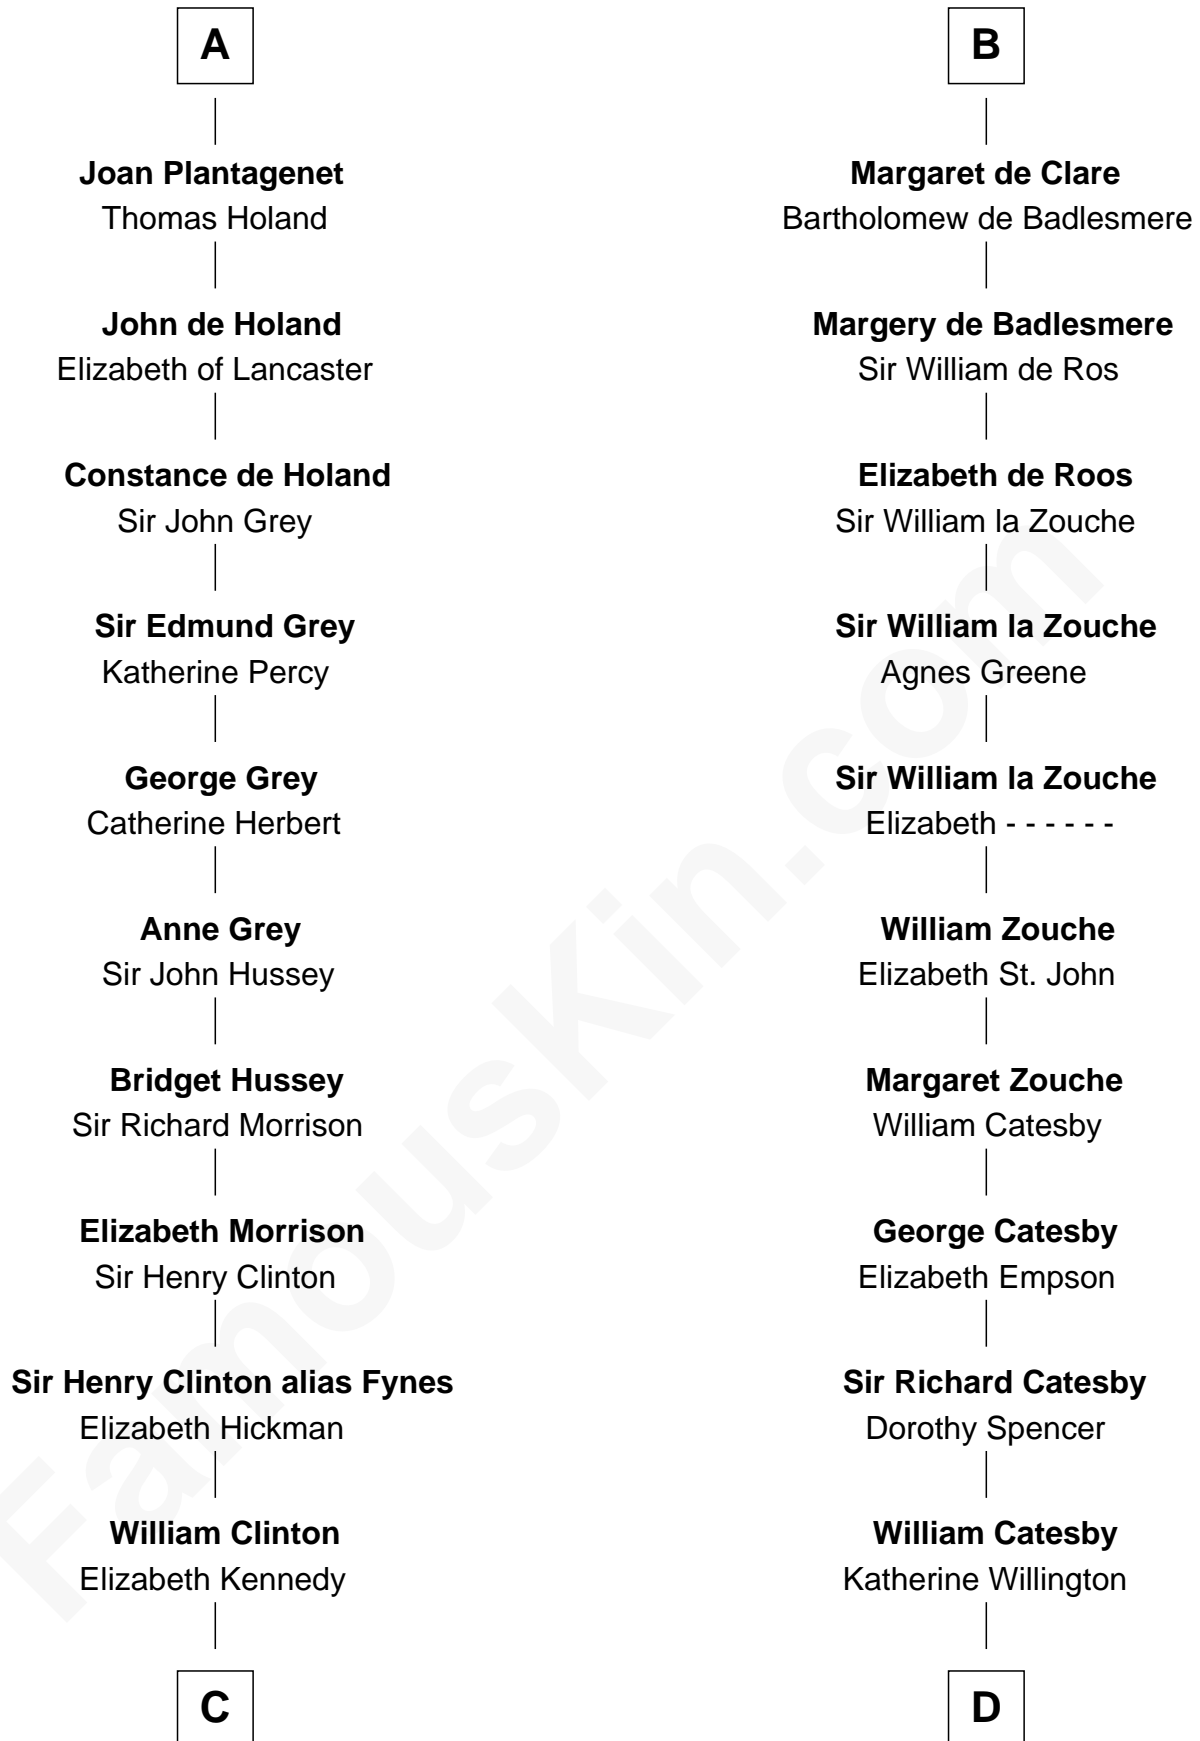 A
Joan Plantagenet
Thomas Holand
John de Holand
Elizabeth of Lancaster
Constance de Holand
Sir John Grey
Sir Edmund Grey
Katherine Percy
George Grey
Catherine Herbert
Anne Grey
Sir John Hussey
Bridget Hussey
Sir Richard Morrison
Elizabeth Morrison
Sir Henry Clinton
Sir Henry Clinton alias Fynes
Elizabeth Hickman
William Clinton
Elizabeth Kennedy
C
B
Margaret de Clare
Bartholomew de Badlesmere
Margery de Badlesmere
Sir William de Ros
Elizabeth de Roos
Sir William la Zouche
Sir William la Zouche
Agnes Greene
Sir William la Zouche
Elizabeth - - - - - -
William Zouche
Elizabeth St. John
Margaret Zouche
William Catesby
George Catesby
Elizabeth Empson
Sir Richard Catesby
Dorothy Spencer
William Catesby
Katherine Willington
D
FamousKin.com